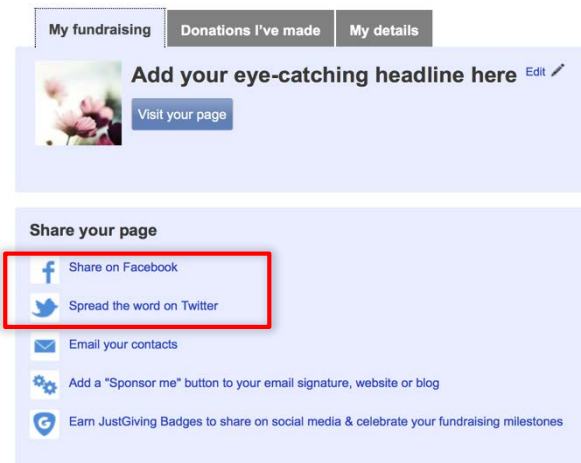 My fundraising Donations I've made My details
Add your eye-catching headline here Edit
Visit your page
Share your page
Share on Facebook
Spread the word on Twitter
Email your contacts
Add a "Sponsor me" button to your email signature, website or blog
Earn JustGiving Badges to share on social media & celebrate your fundraising milestones